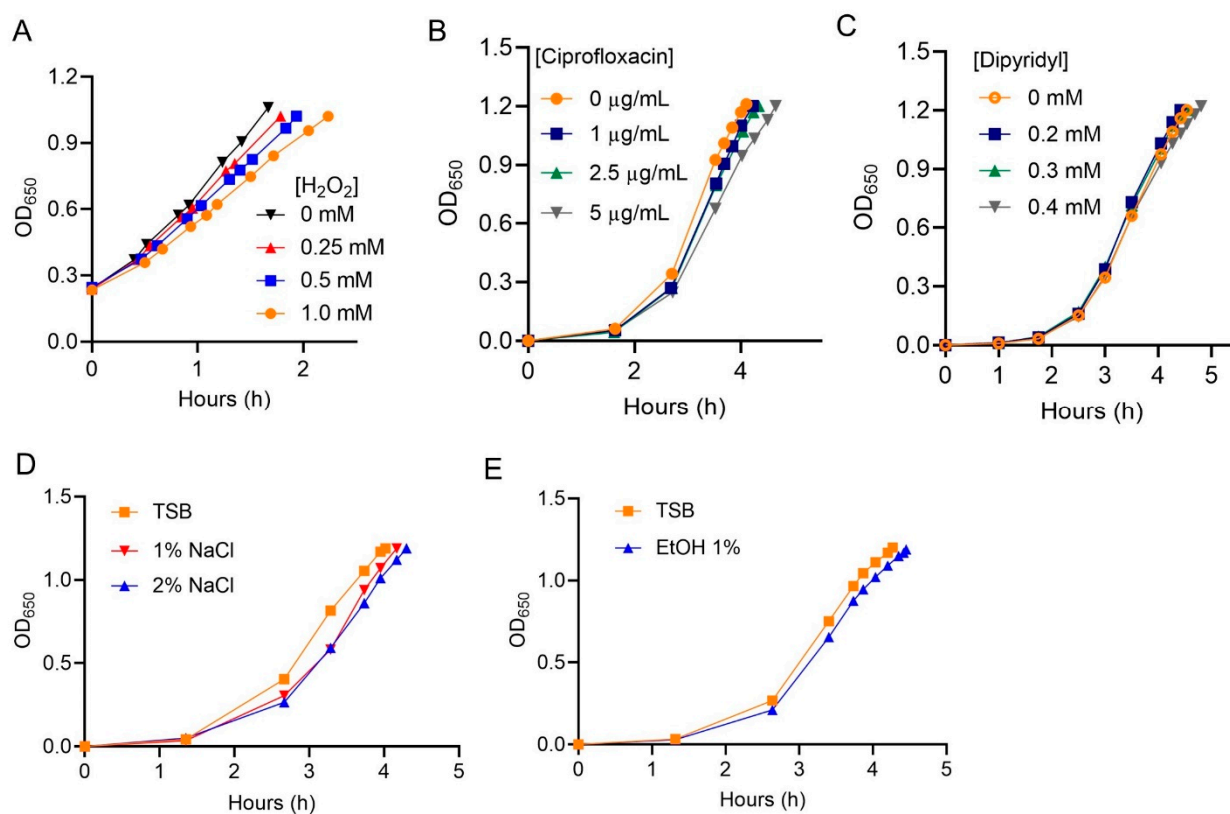 A
OD650
1.2
0.9
0.6
0.3
0.0
[H2O2]
0 mM
0.25 mM
0.5 mM
1.0 mM
0 1 2
Hours (h)
B
OD650
1.5
1.2
0.9
0.6
0.3
0.0
[Ciprofloxacin]
0 µg/mL
1 µg/mL
2.5 µg/mL
5 µg/mL
0 2 4
Hours (h)
C
OD650
1.5
1.2
0.9
0.6
0.3
0.0
[Dipyridyl]
0 mM
0.2 mM
0.3 mM
0.4 mM
0 1 2 3 4 5
Hours (h)
D
OD650
1.5
1.0
0.5
0.0
TSB
1% NaCl
2% NaCl
0 1 2 3 4 5
Hours (h)
E
OD650
1.5
1.0
0.5
0.0
TSB
EtOH 1%
0 1 2 3 4 5
Hours (h)